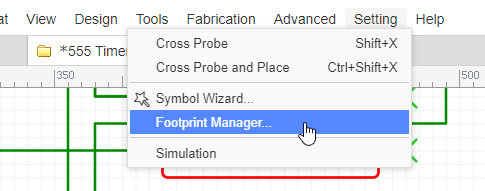 View Design Tools Fabrication Advanced Setting Help
*555 Timer
Cross Probe Shift+X
Cross Probe and Place Ctrl+Shift+X
350 500
Symbol Wizard...
Footprint Manager...
Simulation